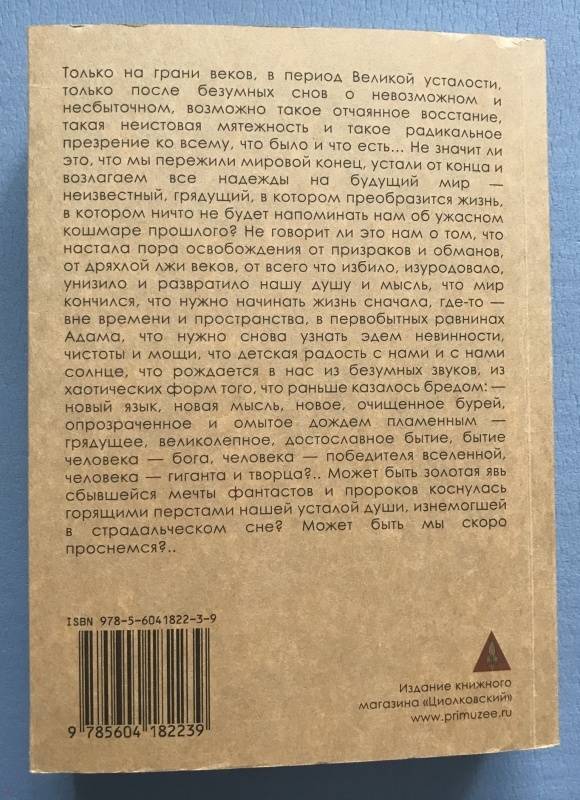 Только на грани веков, в период Великой усталости,
только после безумных снов о невозможном и
несбыточном, возможно такое отчаянное восстание,
такая неистовая мятежность и такое радикальное
презрение ко всему, что было и что есть... Не значит ли
это, что мы пережили мировой конец, устали от конца и
возлагаем все надежды на будущий мир —
неизвестный, грядущий, в котором преобразится жизнь,
в котором ничто не будет напоминать нам об ужасном
кошмаре прошлого? Не говорит ли это нам о том, что
настала пора освобождения от призраков и обманов,
от дряхлой лжи веков, от всего что избило, изуродовало,
унизило и развратило нашу душу и мысль, что мир
кончился, что нужно начинать жизнь сначала, где-то —
вне времени и пространства, в первобытных равнинах
Адама, что нужно снова узнать эдем невинности,
чистоты и мощи, что детская радость с нами и с нами
солнце, что рождается в нас из безумных звуков, из
хаотических форм того, что раньше казалось бредом: —
новый язык, новая мысль, новое, очищенное бурей,
опрозраченное и омытое дождем пламенным —
грядущее, великолепное, достославное бытие, бытие
человека — бога, человека — победителя вселенной,
человека — гиганта и творца?.. Может быть золотая явь
сбывшейся мечты фантастов и пророков коснулась
горящими перстами нашей усталой души, изнемогшей
в страдальческом сне? Может быть мы скоро
проснемся?..
ISBN 978-5-6041822-3-9
9 785604 182239
Издание книжного
магазина «Циолковский»
www.primuzee.ru